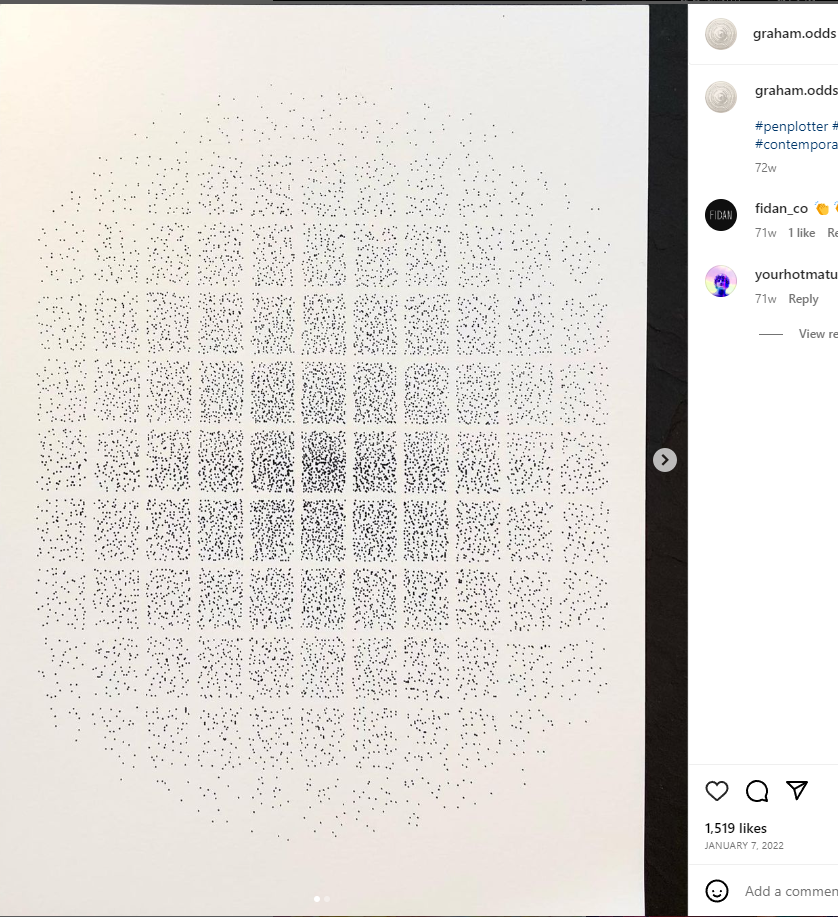 graham.odds
graham.odds
#penplotter #
#contempora
72w
FIDAN
fidan_co 👏
71w 1 like Re
yourhotmatu
71w Reply
View re
1,519 likes
JANUARY 7, 2022
Add a commen